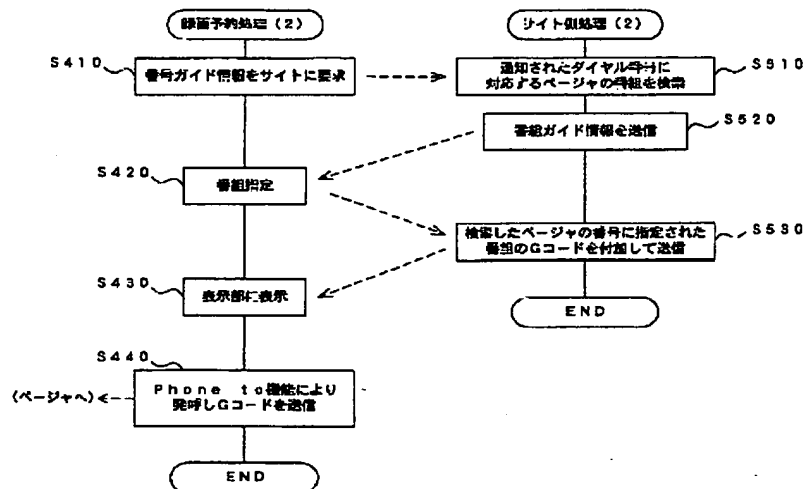 録画予約処理(2)
サイト側処理(2)
S410
番号ガイド情報をサイトに要求
通知されたダイヤル番号に
対応するページャの番組を検索
S510
番組ガイド情報を送信
S520
S420
番組指定
検索したページャの番号に指定された
番組のGコードを付加して送信
S530
S430
表示部に表示
END
S440
〈ページャへ〉
Phone to機能により
発呼しGコードを送信
END